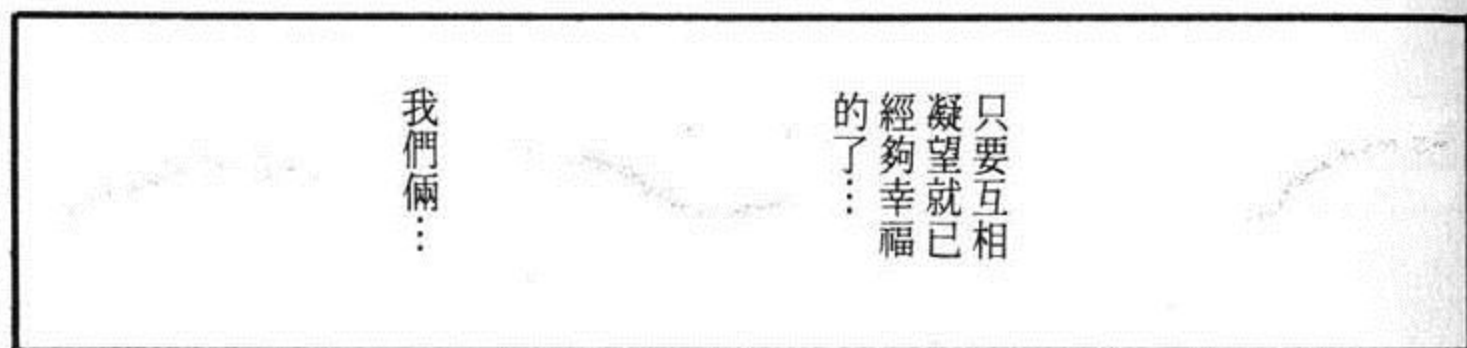 只要互相
凝望就已
經夠幸福
的了…
我們倆…